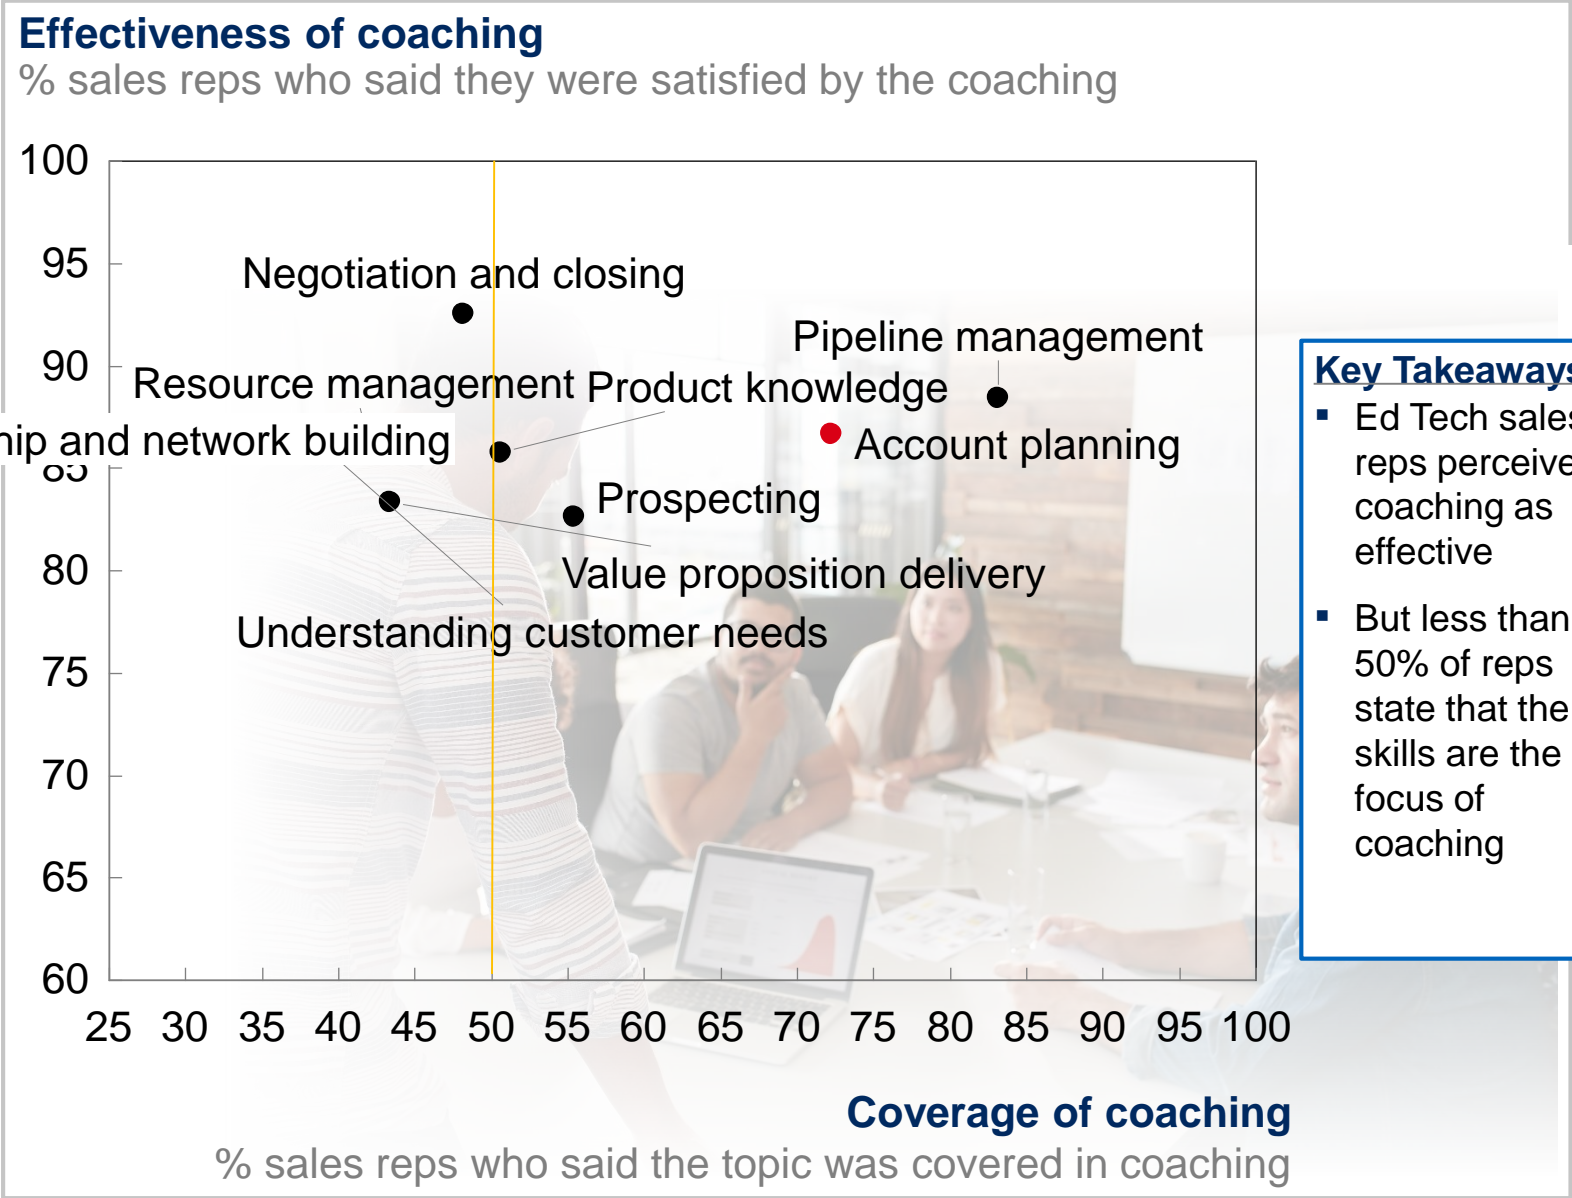 Effectiveness of coaching
% sales reps who said they were satisfied by the coaching
100
95
90
85
80
75
70
65
60
Negotiation and closing
Pipeline management
Resource management
Product knowledge
hip and network building
Account planning
Prospecting
Value proposition delivery
Understanding customer needs
25 30 35 40 45 50 55 60 65 70 75 80 85 90 95 100
Coverage of coaching
% sales reps who said the topic was covered in coaching
Key Takeaways
▪ Ed Tech sales
reps perceive
coaching as
effective
▪ But less than
50% of reps
state that the
skills are the
focus of
coaching